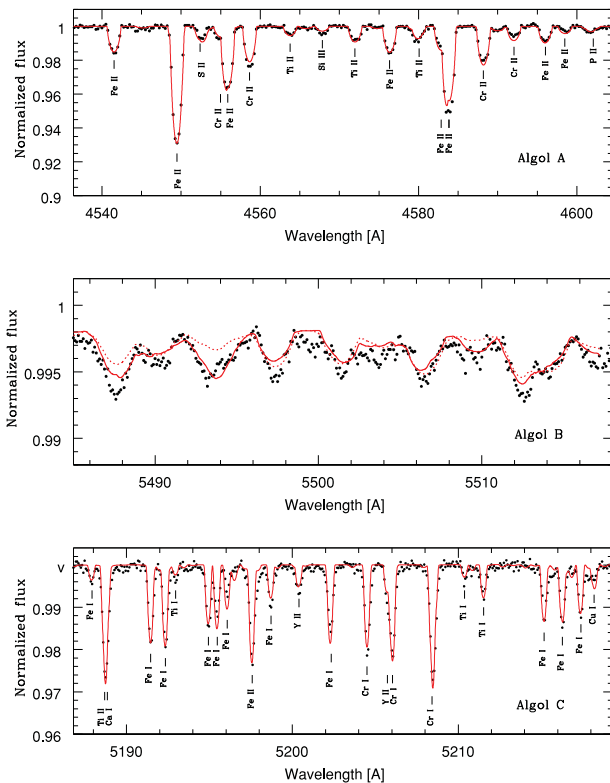 1
0.98
0.96
0.94
0.92
0.9
Normalized flux
Fe II
Fe II
S II
Cr II
Fe II
Cr II
Ti II
Si III
Ti II
Fe II
Ti II
Fe II
Fe II
Cr II
Cr II
Fe II
Fe II
P II
Algol A
4540
4560
4580
4600
Wavelength [A]
1
0.995
0.99
Normalized flux
Algol B
5490
5500
5510
Wavelength [A]
v
0.99
0.98
0.97
0.96
Normalized flux
Fe I
Ti II
Ca I
Fe I
Fe I
Ti I
Fe I
Fe I
Fe I
Fe II
Fe I
Y II
Fe I
Cr I
Y II
Cr I
Cr I
Ti I
Ti I
Fe I
Fe I
Fe I
Cu I
Algol C
5190
5200
5210
Wavelength [A]